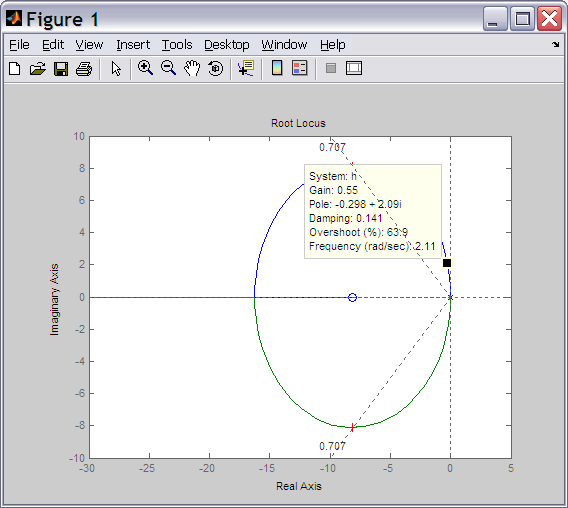 Figure 1
File Edit View Insert Tools Desktop Window Help
Root Locus
10
8
6
4
2
0
-2
-4
-6
-8
-10
Imaginary Axis
0.707
System: h
Gain: 0.55
Pole: -0.298 + 2.09i
Damping: 0.141
Overshoot (%): 63.9
Frequency (rad/sec): 2.11
0.707
-30 -25 -20 -15 -10 -5 0 5
Real Axis